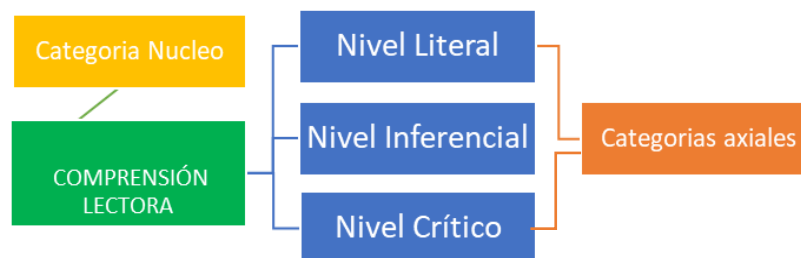 Categoria Nucleo
COMPRENSIÓN
LECTORA
Nivel Literal
Nivel Inferencial
Nivel Crítico
Categorias axiales